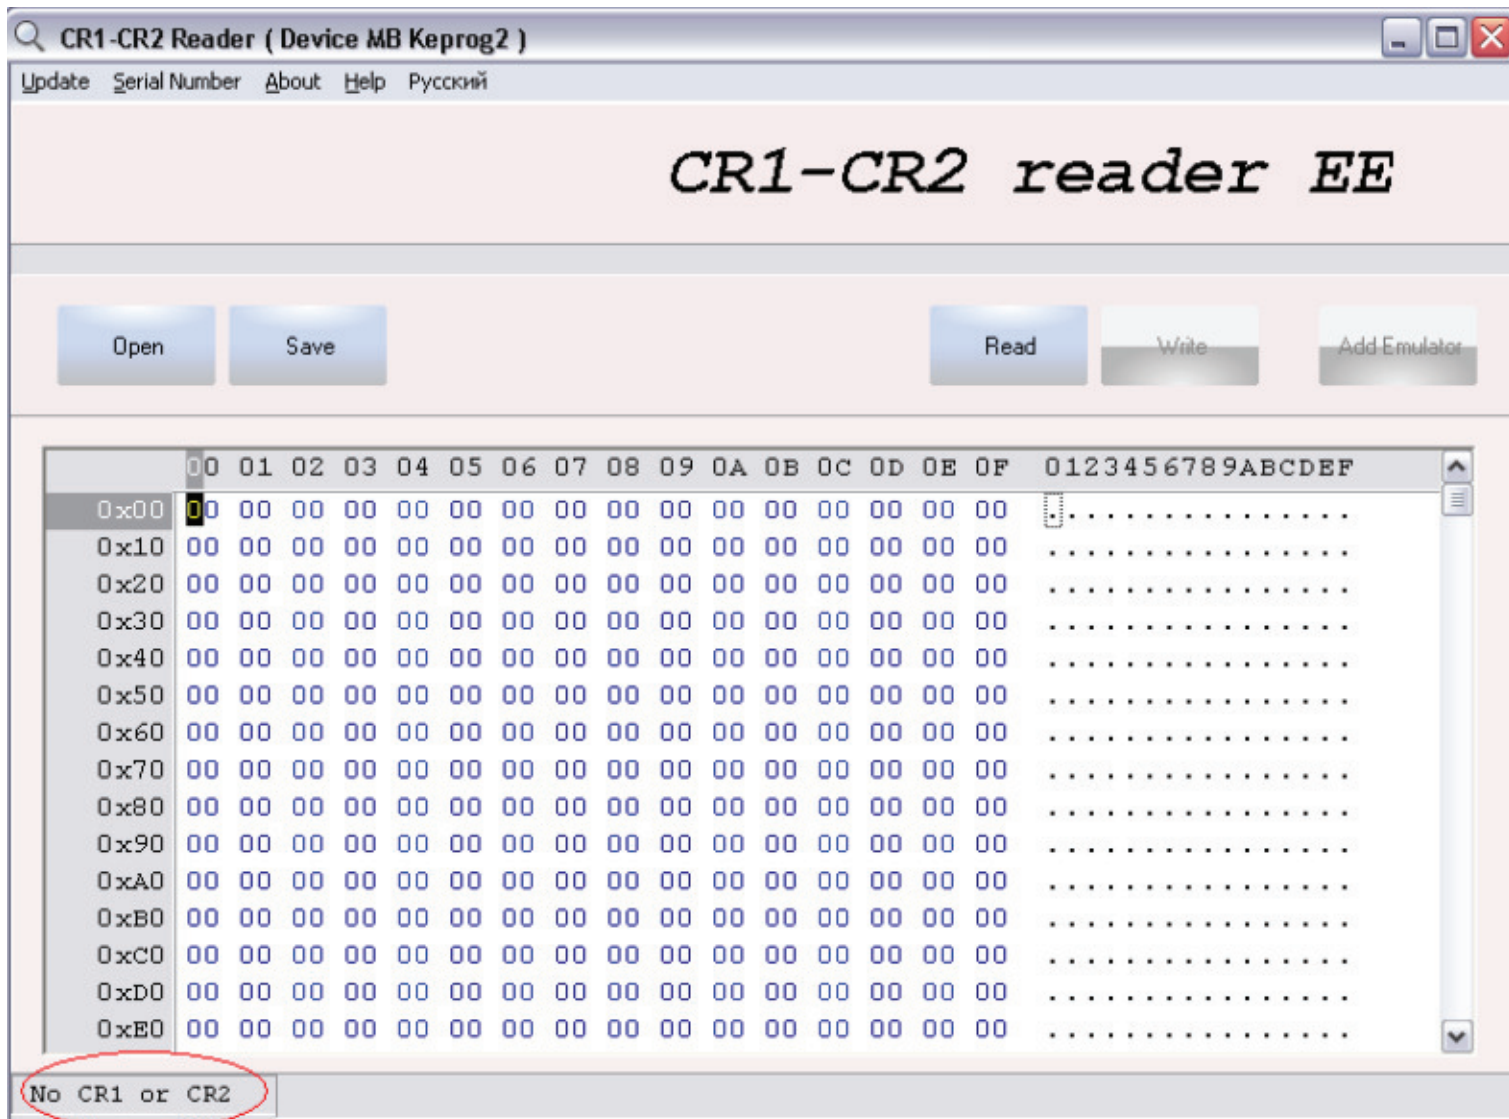 CR1-CR2 Reader ( Device MB Keprog2 )
Update Serial Number About Help Русский
CR1-CR2 reader EE
Open Save Read Write Add Emulator
00 01 02 03 04 05 06 07 08 09 0A 0B 0C 0D 0E 0F 0123456789ABCDEF
0x00 00 00 00 00 00 00 00 00 00 00 00 00 00 00 00 00 ................
0x10 00 00 00 00 00 00 00 00 00 00 00 00 00 00 00 00 ................
0x20 00 00 00 00 00 00 00 00 00 00 00 00 00 00 00 00 ................
0x30 00 00 00 00 00 00 00 00 00 00 00 00 00 00 00 00 ................
0x40 00 00 00 00 00 00 00 00 00 00 00 00 00 00 00 00 ................
0x50 00 00 00 00 00 00 00 00 00 00 00 00 00 00 00 00 ................
0x60 00 00 00 00 00 00 00 00 00 00 00 00 00 00 00 00 ................
0x70 00 00 00 00 00 00 00 00 00 00 00 00 00 00 00 00 ................
0x80 00 00 00 00 00 00 00 00 00 00 00 00 00 00 00 00 ................
0x90 00 00 00 00 00 00 00 00 00 00 00 00 00 00 00 00 ................
0xA0 00 00 00 00 00 00 00 00 00 00 00 00 00 00 00 00 ................
0xB0 00 00 00 00 00 00 00 00 00 00 00 00 00 00 00 00 ................
0xC0 00 00 00 00 00 00 00 00 00 00 00 00 00 00 00 00 ................
0xD0 00 00 00 00 00 00 00 00 00 00 00 00 00 00 00 00 ................
0xE0 00 00 00 00 00 00 00 00 00 00 00 00 00 00 00 00 ................
No CR1 or CR2